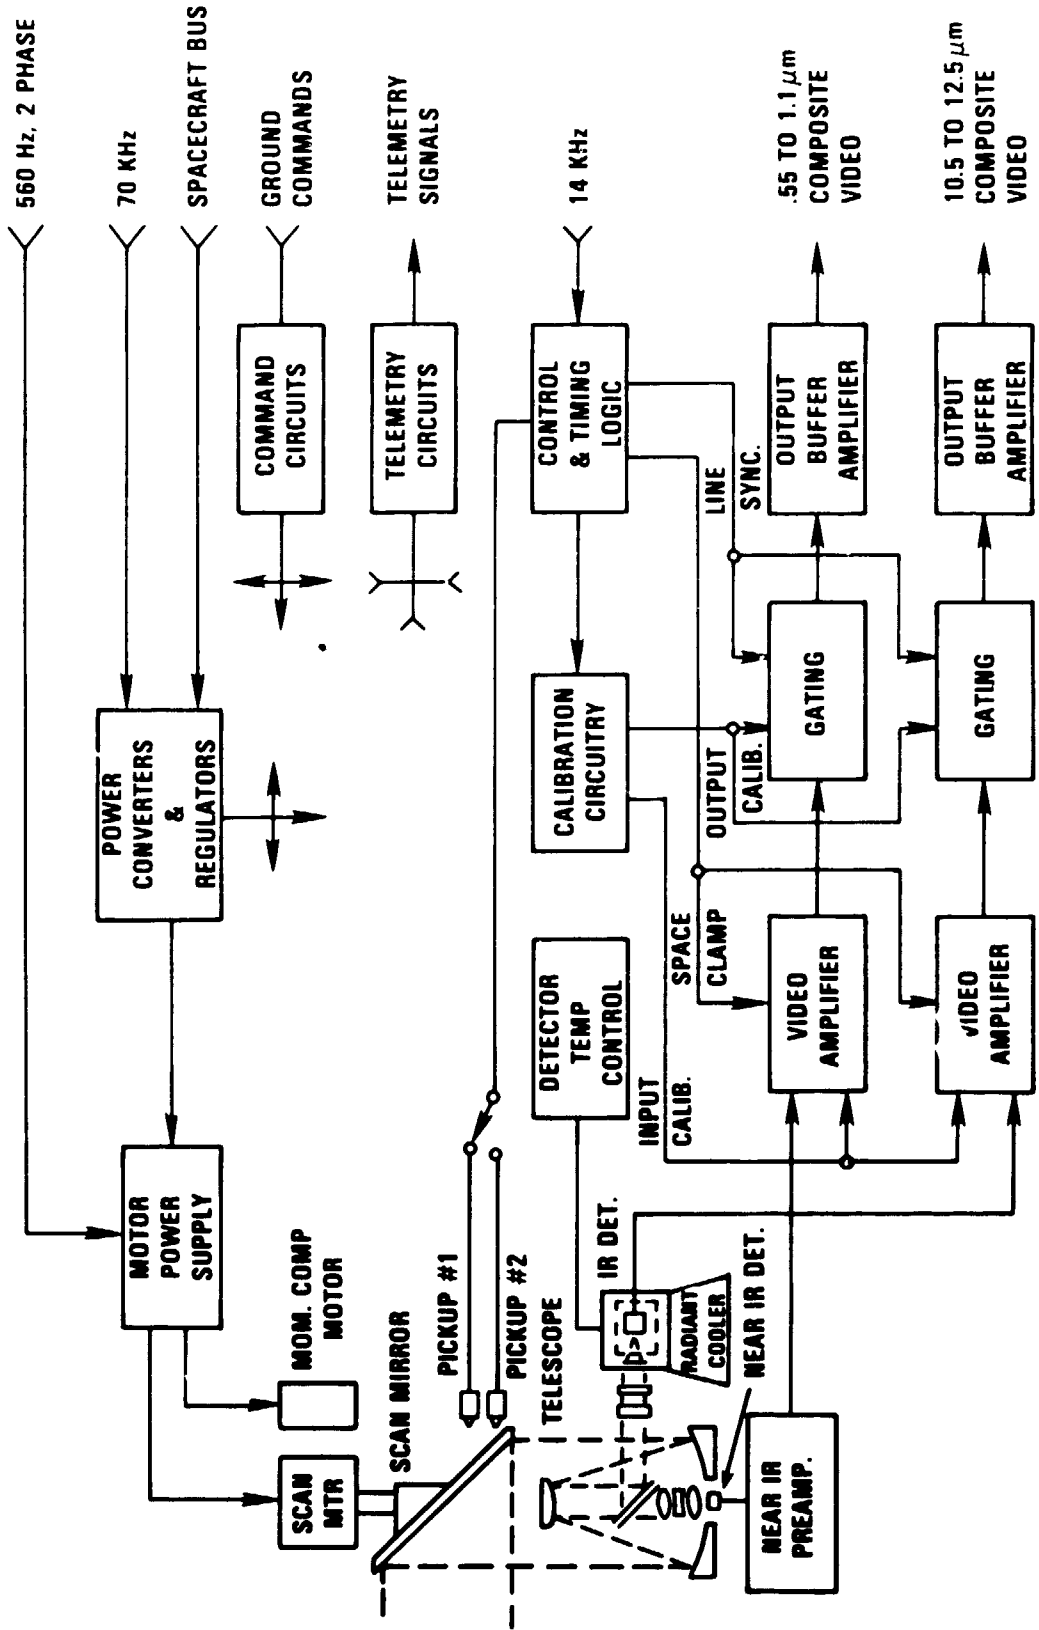 560 Hz, 2 PHASE
70 KHz
SPACECRAFT BUS
GROUND
COMMANDS
TELEMETRY
SIGNALS
14 KHz
.55 TO 1.1 μm
COMPOSITE
VIDEO
10.5 TO 12.5 μm
COMPOSITE
VIDEO
COMMAND
CIRCUITS
TELEMETRY
CIRCUITS
CONTROL
& TIMING
LOGIC
OUTPUT
BUFFER
AMPLIFIER
OUTPUT
BUFFER
AMPLIFIER
LINE
SYNC.
POWER
CONVERTERS
&
REGULATORS
CALIBRATION
CIRCUITRY
OUTPUT
CALIB.
GATING
GATING
DETECTOR
TEMP
CONTROL
SPACE
CLAMP
VIDEO
AMPLIFIER
VIDEO
AMPLIFIER
INPUT
CALIB.
MOTOR
POWER
SUPPLY
MOM. COMP
MOTOR
SCAN
MTR
SCAN MIRROR
PICKUP #1
PICKUP #2
TELESCOPE
IR DET.
RADIANT
COOLER
NEAR IR DET.
NEAR IR
PREAMP.